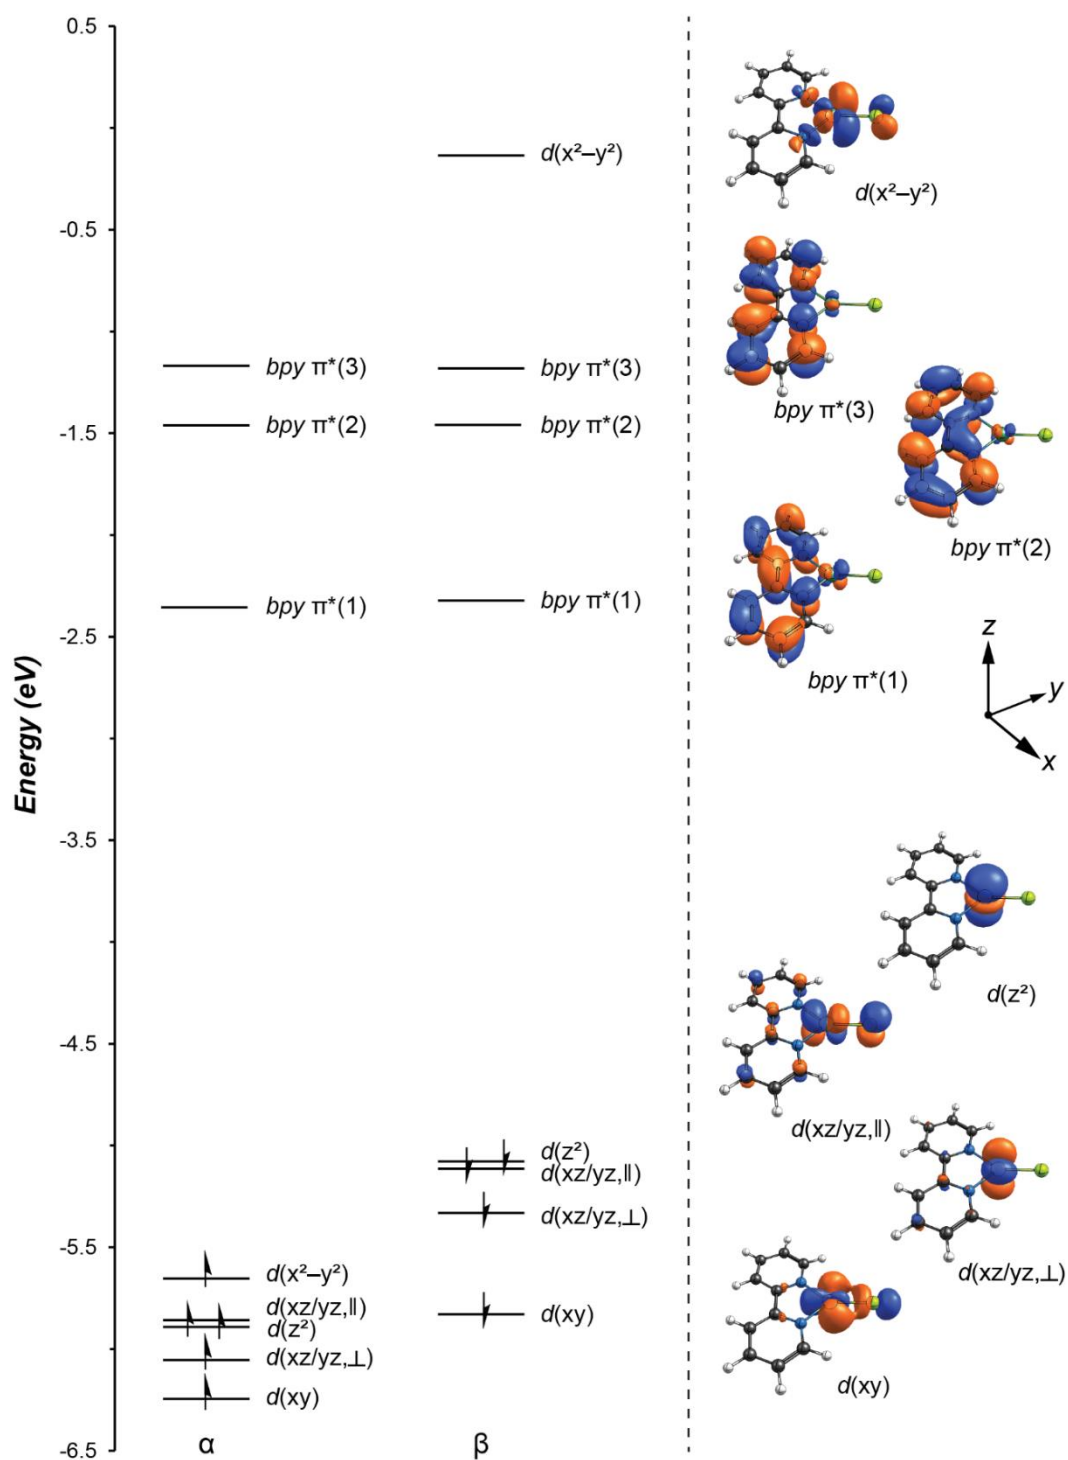 0.5
-0.5
-1.5
-2.5
-3.5
-4.5
-5.5
-6.5
Energy (eV)
bpy π*(3)
bpy π*(2)
bpy π*(1)
d(x²–y²)
d(xz/yz,ǁ)
d(z²)
d(xz/yz,⊥)
d(xy)
α
d(x²–y²)
bpy π*(3)
bpy π*(2)
bpy π*(1)
d(z²)
d(xz/yz,ǁ)
d(xz/yz,⊥)
d(xy)
β
d(x²–y²)
bpy π*(3)
bpy π*(2)
bpy π*(1)
z
y
x
d(z²)
d(xz/yz,ǁ)
d(xz/yz,⊥)
d(xy)